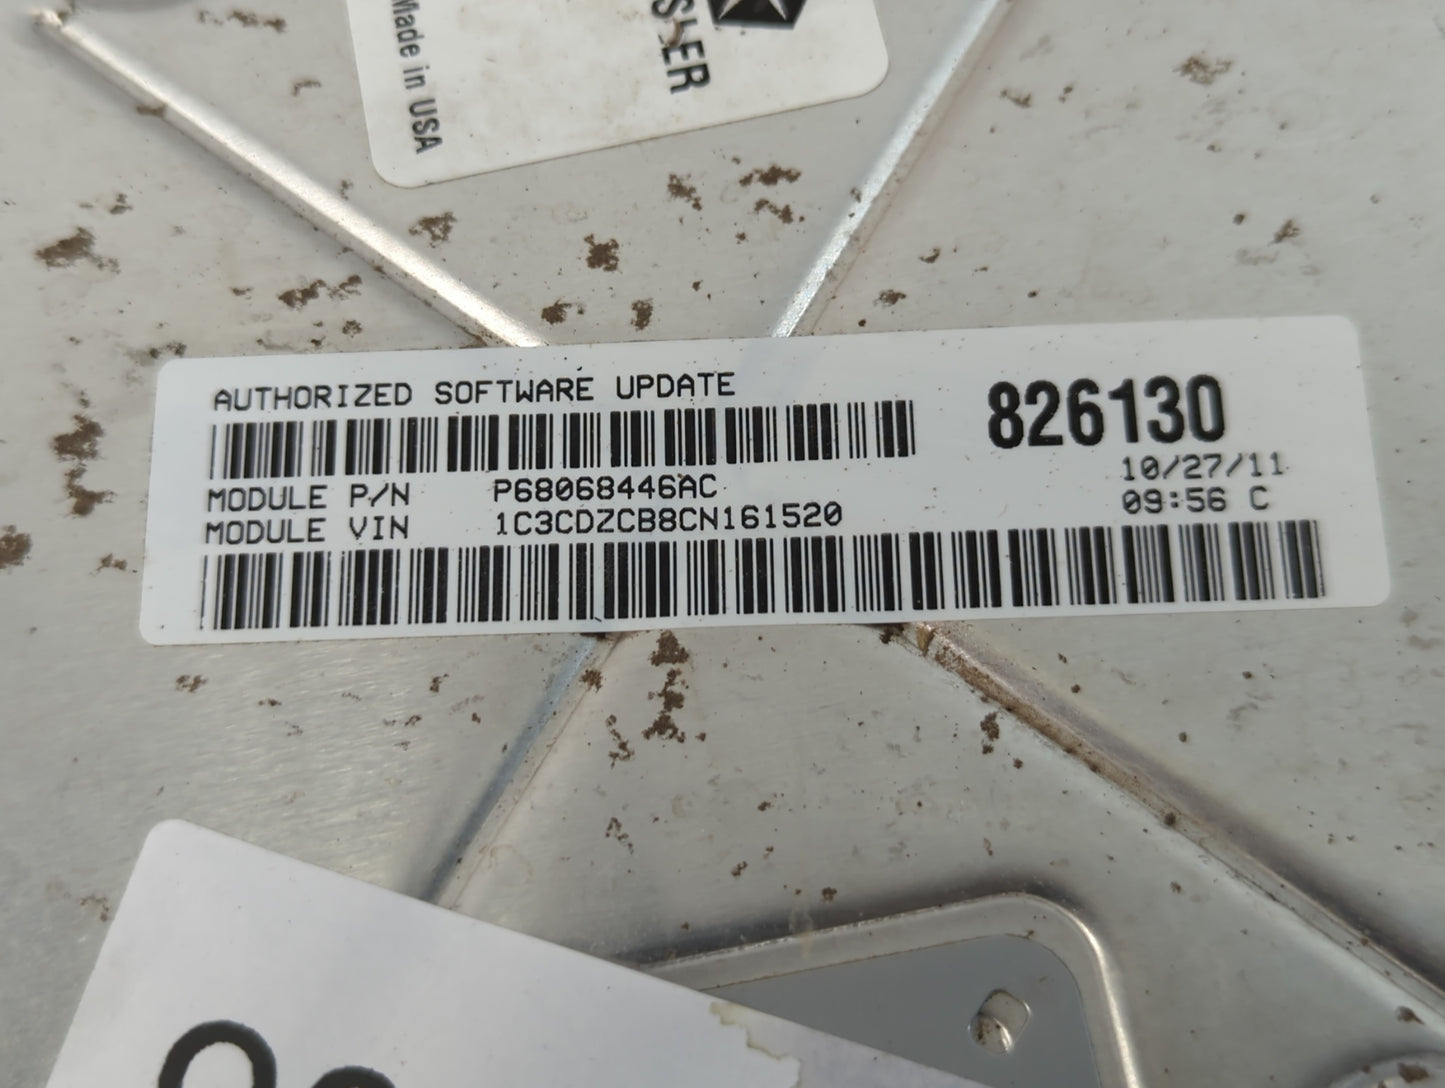 Made in USA
AUTHORIZED SOFTWARE UPDATE
826130
MODULE P/N P68068446AC
10/27/11
MODULE VIN 1C3CDZCB8CN161520
09:56 C